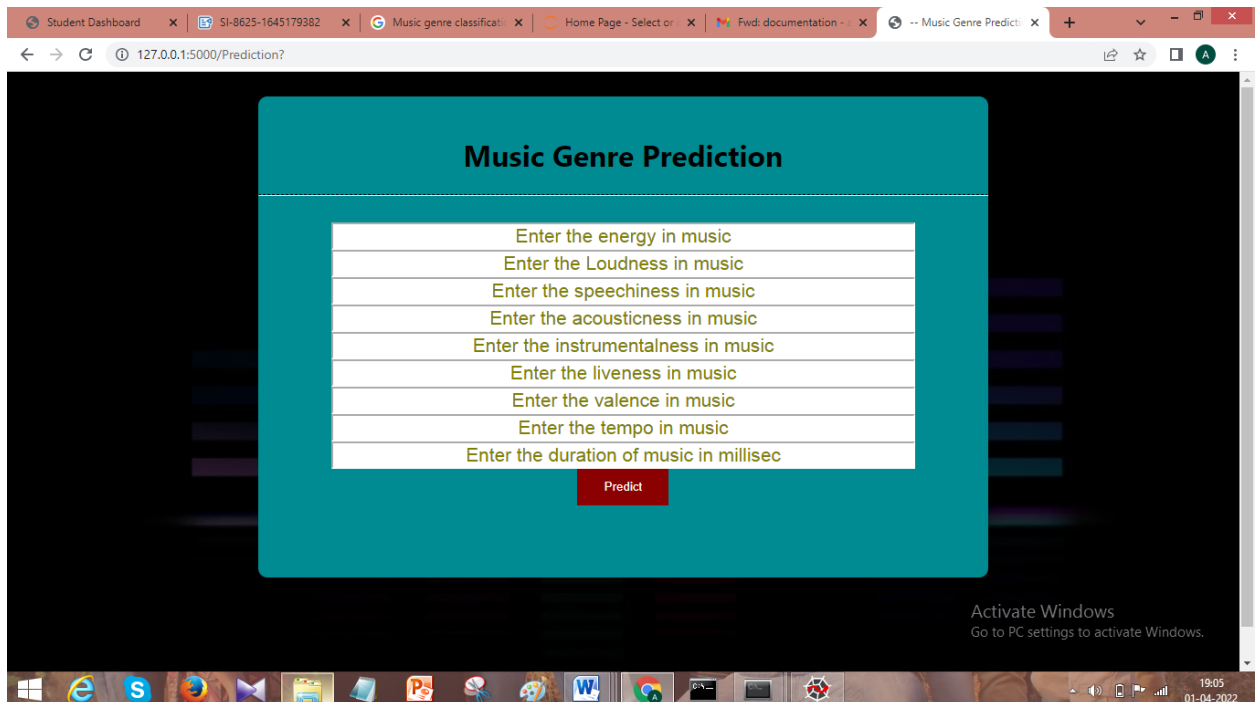 Student Dashboard
SI-8625-1645179382
Music genre classificatic
Home Page - Select or
Fwd: documentation -
-- Music Genre Predicti
127.0.0.1:5000/Prediction?
A
Music Genre Prediction
Enter the energy in music
Enter the Loudness in music
Enter the speechiness in music
Enter the acousticness in music
Enter the instrumentalness in music
Enter the liveness in music
Enter the valence in music
Enter the tempo in music
Enter the duration of music in millisec
Predict
Activate Windows
Go to PC settings to activate Windows.
19:05
01-04-2022